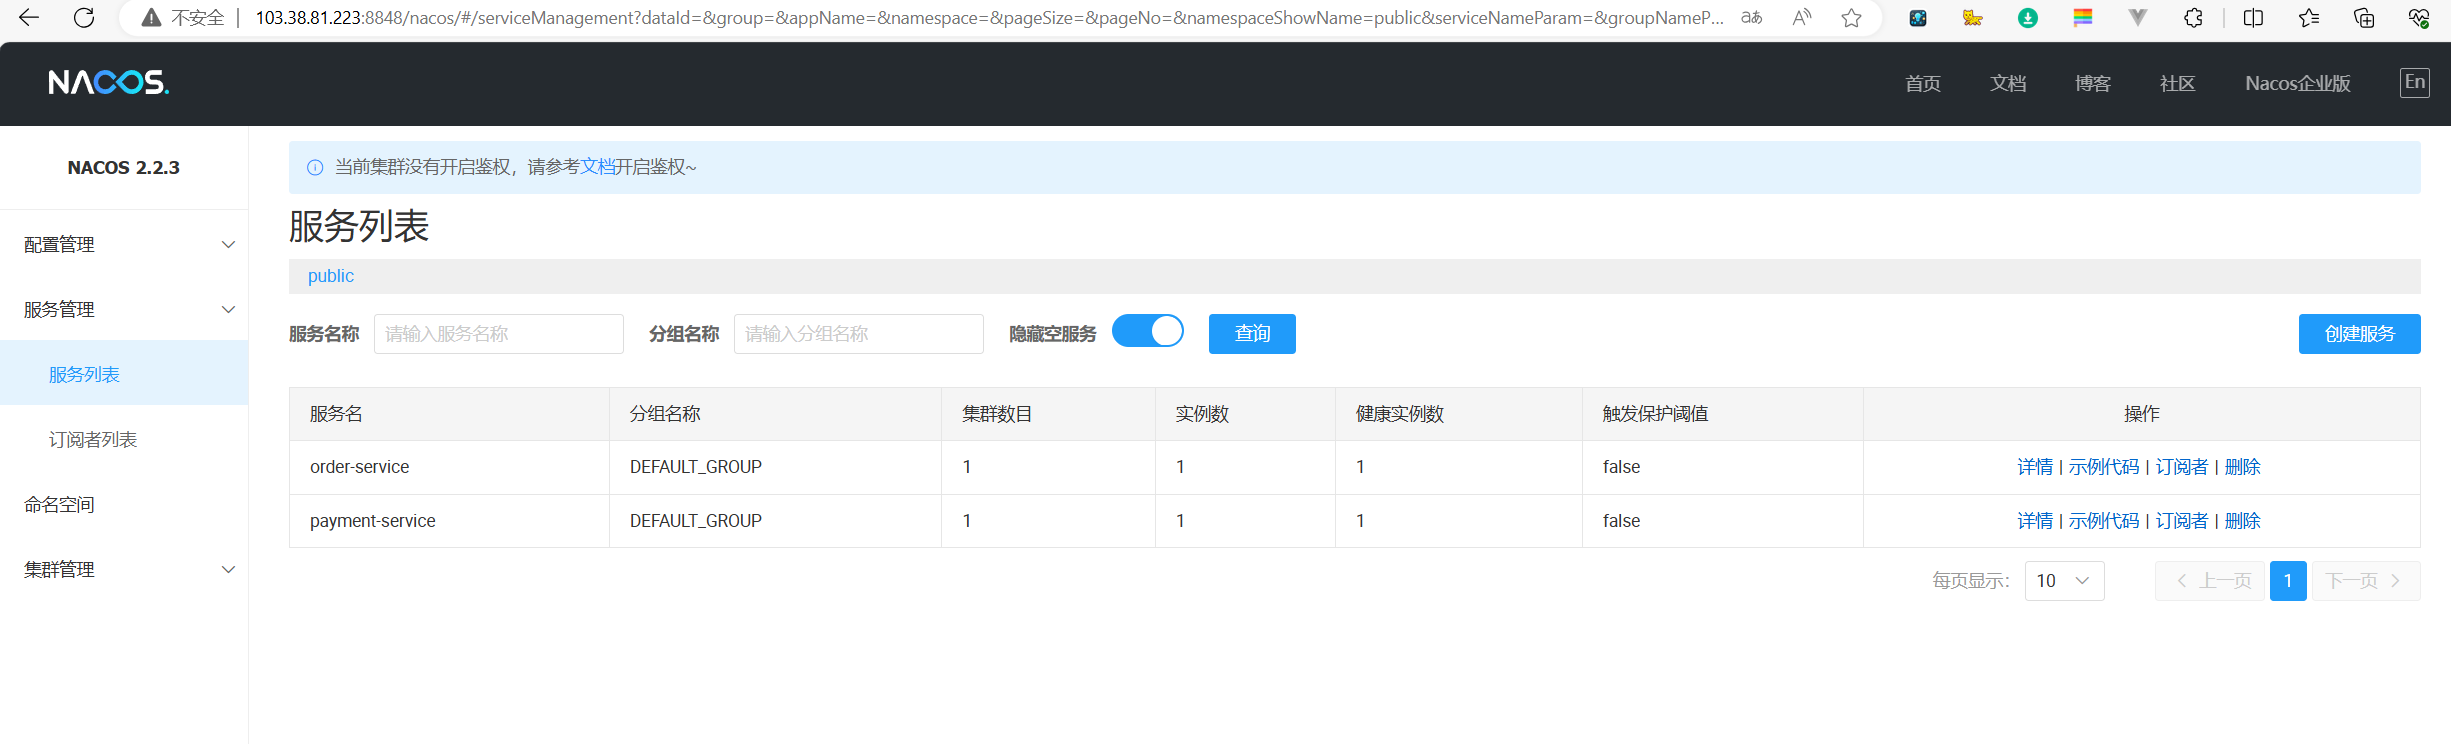 不安全 | 103.38.81.223:8848/nacos/#/serviceManagement?dataId=&group=&appName=&namespace=&pageSize=&pageNo=&namespaceShowName=public&serviceNameParam=&groupNameP...
NACOS.
首页 文档 博客 社区 Nacos企业版 En
NACOS 2.2.3
配置管理
服务管理
服务列表
订阅者列表
命名空间
集群管理
当前集群没有开启鉴权，请参考文档开启鉴权~
服务列表
public
服务名称 请输入服务名称 分组名称 请输入分组名称 隐藏空服务 查询 创建服务
服务名 分组名称 集群数目 实例数 健康实例数 触发保护阈值 操作
order-service DEFAULT_GROUP 1 1 1 false 详情 | 示例代码 | 订阅者 | 删除
payment-service DEFAULT_GROUP 1 1 1 false 详情 | 示例代码 | 订阅者 | 删除
每页显示： 10 上一页 1 下一页